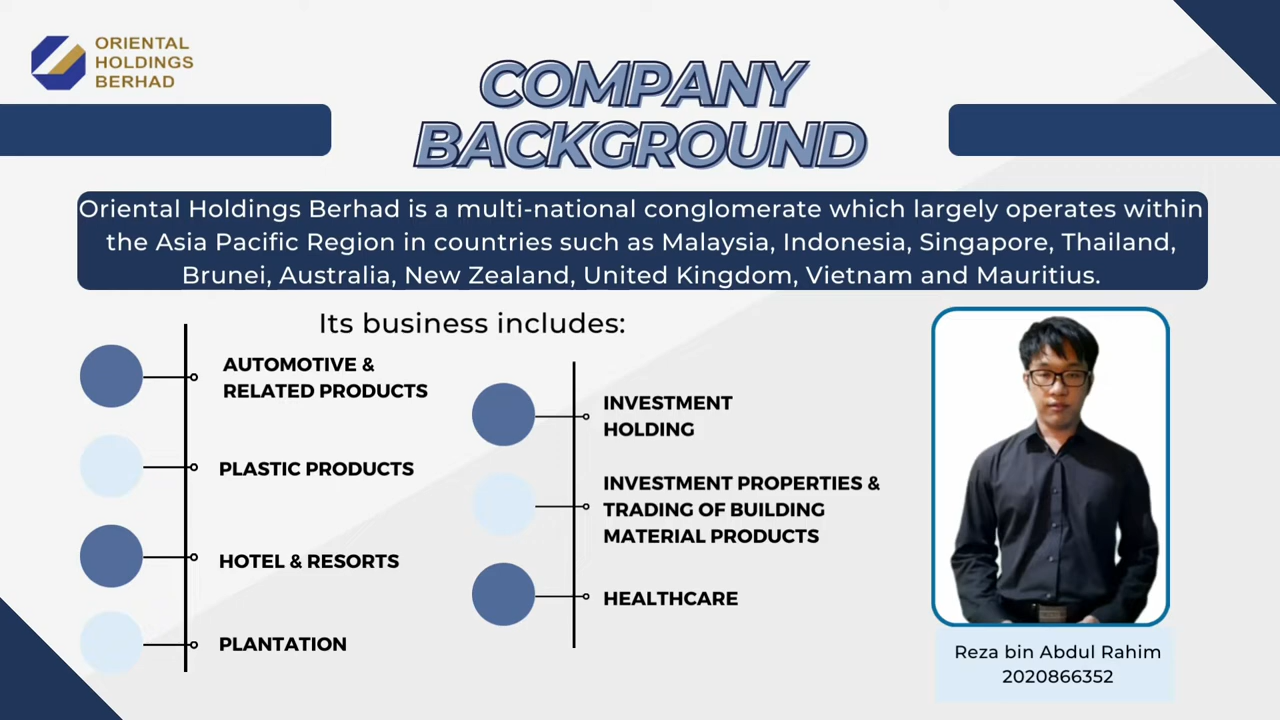 ORIENTAL
HOLDINGS
BERHAD
COMPANY
BACKGROUND
Oriental Holdings Berhad is a multi-national conglomerate which largely operates within
the Asia Pacific Region in countries such as Malaysia, Indonesia, Singapore, Thailand,
Brunei, Australia, New Zealand, United Kingdom, Vietnam and Mauritius.
Its business includes:
AUTOMOTIVE &
RELATED PRODUCTS
PLASTIC PRODUCTS
HOTEL & RESORTS
PLANTATION
INVESTMENT
HOLDING
INVESTMENT PROPERTIES &
TRADING OF BUILDING
MATERIAL PRODUCTS
HEALTHCARE
Reza bin Abdul Rahim
2020866352